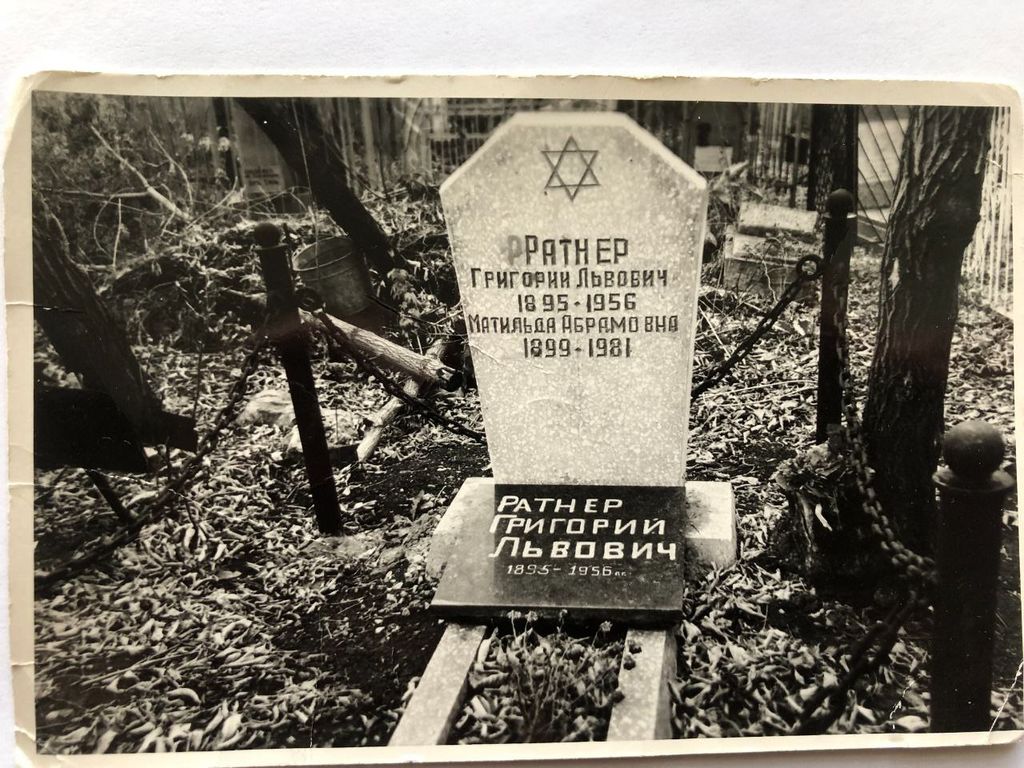 РАТНЕР
ГРИГОРИЙ ЛЬВОВИЧ
1895-1956
МАТИЛЬДА АБРАМОВНА
1899-1981
РАТНЕР
ГРИГОРИЙ
ЛЬВОВИЧ
1895-1956 г.г.